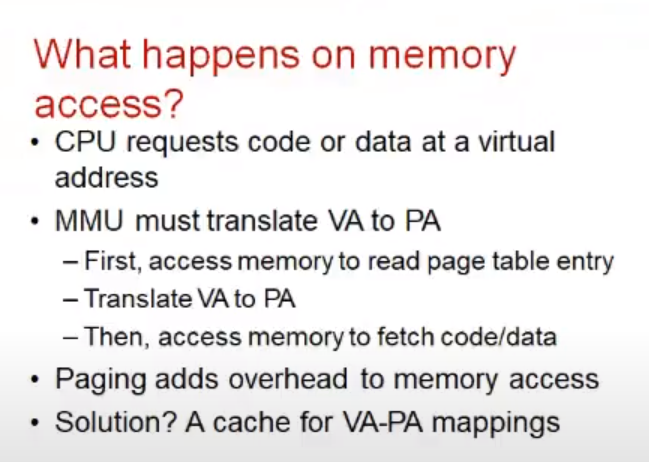 What happens on memory
access?
• CPU requests code or data at a virtual
address
• MMU must translate VA to PA
– First, access memory to read page table entry
– Translate VA to PA
– Then, access memory to fetch code/data
• Paging adds overhead to memory access
• Solution? A cache for VA-PA mappings